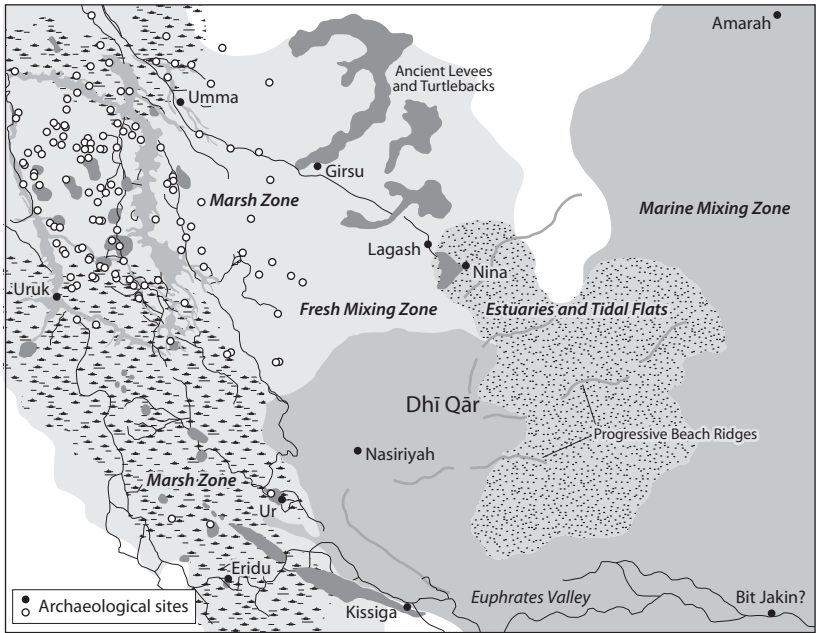 Amarah
Ancient Levees
and Turtlebacks
Umma
Girsu
Marsh Zone
Marine Mixing Zone
Lagash
Nina
Uruk
Fresh Mixing Zone
Estuaries and Tidal Flats
Dhī Qār
Progressive Beach Ridges
Nasiriyah
Marsh Zone
Ur
Eridu
Euphrates Valley
Bit Jakin?
Archaeological sites
Kissiga